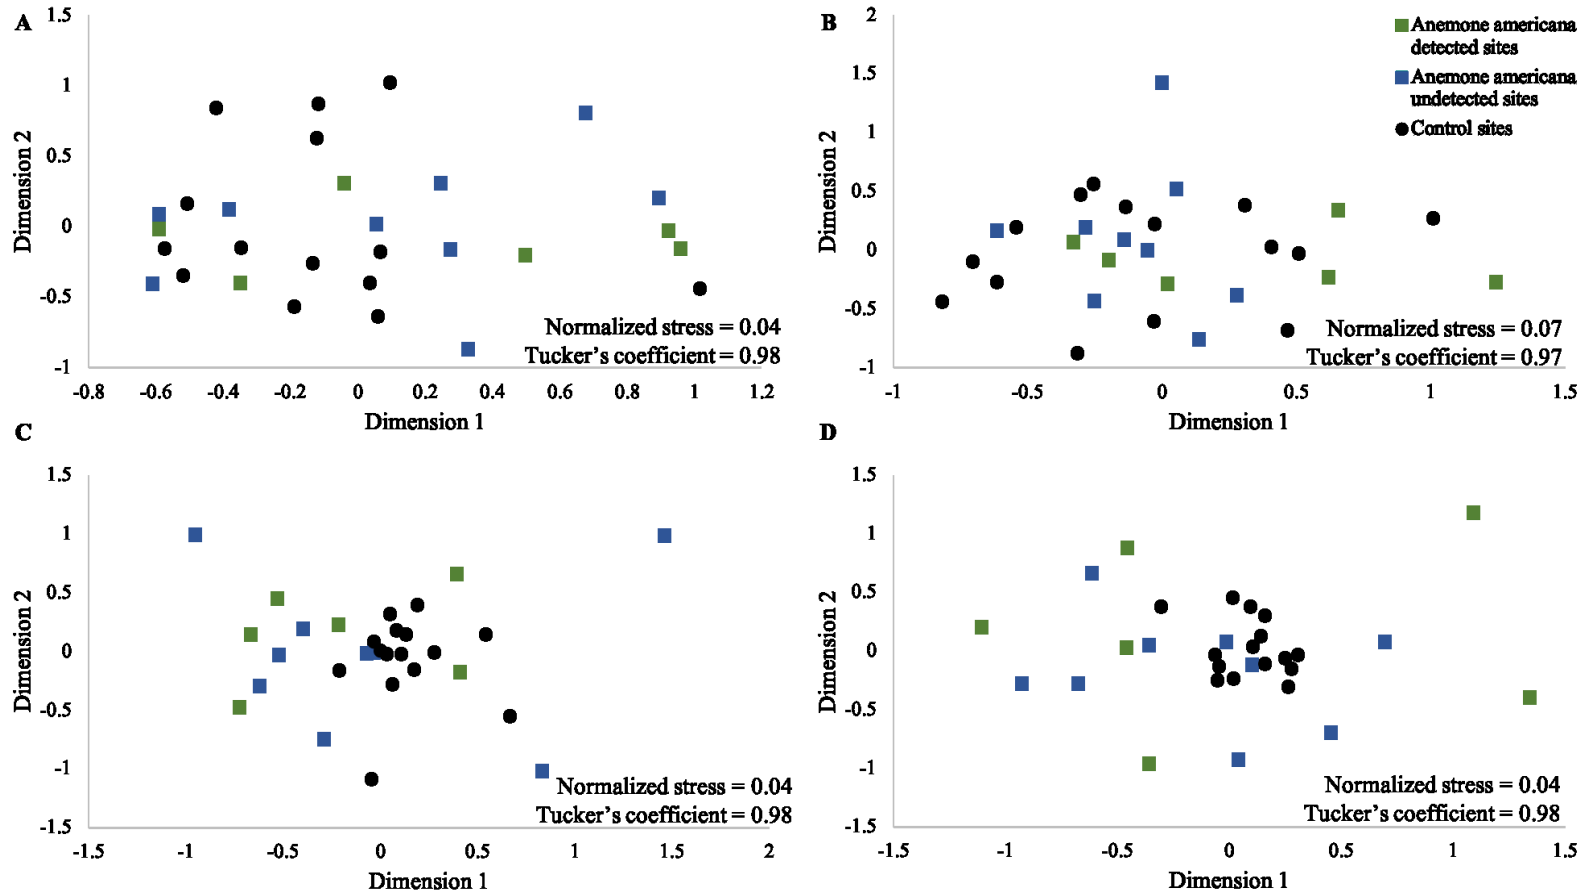 A
1.5
1
0.5
0
-0.5
-1
Dimension 2
Normalized stress = 0.04
Tucker's coefficient = 0.98
-0.8 -0.6 -0.4 -0.2 0 0.2 0.4 0.6 0.8 1 1.2
Dimension 1
B
2
1.5
1
0.5
0
-0.5
-1
Dimension 2
Anemone americana
detected sites
Anemone americana
undetected sites
Control sites
Normalized stress = 0.07
Tucker's coefficient = 0.97
-1 -0.5 0 0.5 1 1.5
Dimension 1
C
1.5
1
0.5
0
-0.5
-1
-1.5
Dimension 2
Normalized stress = 0.04
Tucker's coefficient = 0.98
-1.5 -1 -0.5 0 0.5 1 1.5 2
Dimension 1
D
1.5
1
0.5
0
-0.5
-1
-1.5
Dimension 2
Normalized stress = 0.04
Tucker's coefficient = 0.98
-1.5 -1 -0.5 0 0.5 1 1.5
Dimension 1